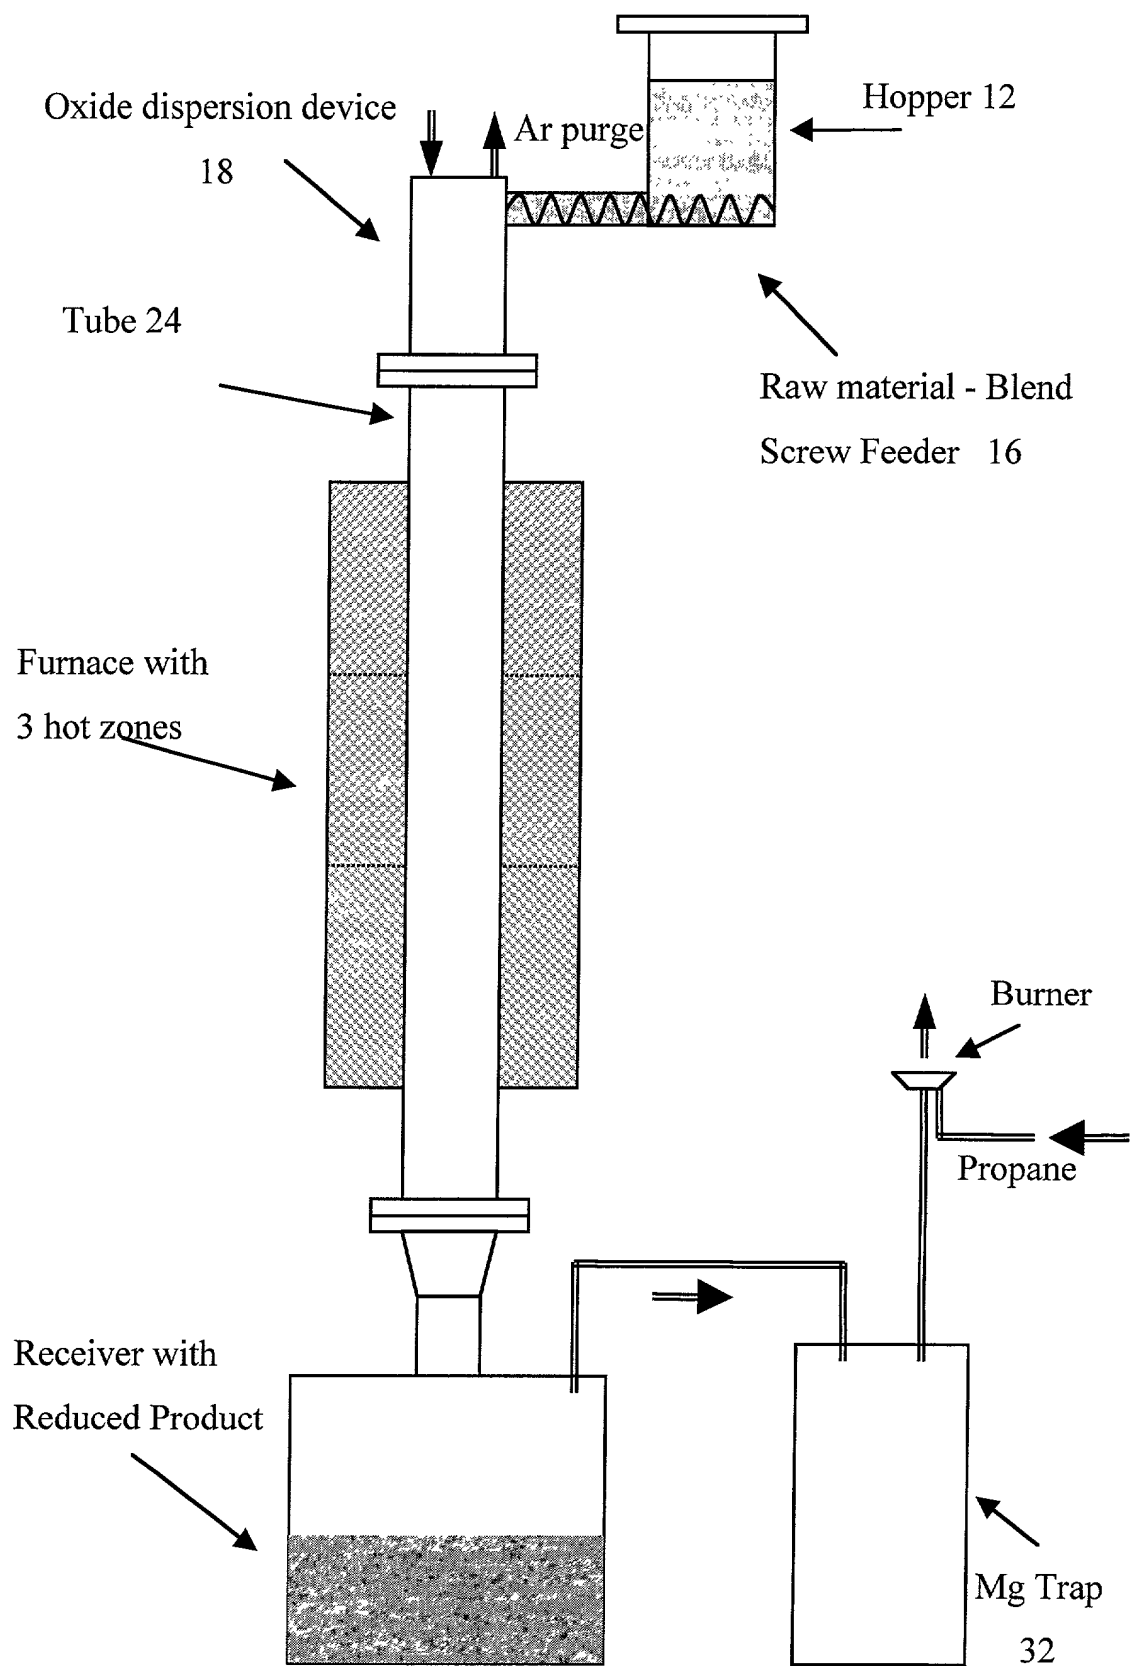 Oxide dispersion device
18
Ar purge
Hopper 12
Tube 24
Raw material - Blend
Screw Feeder 16
Furnace with
3 hot zones
Burner
Propane
Receiver with
Reduced Product
Mg Trap
32